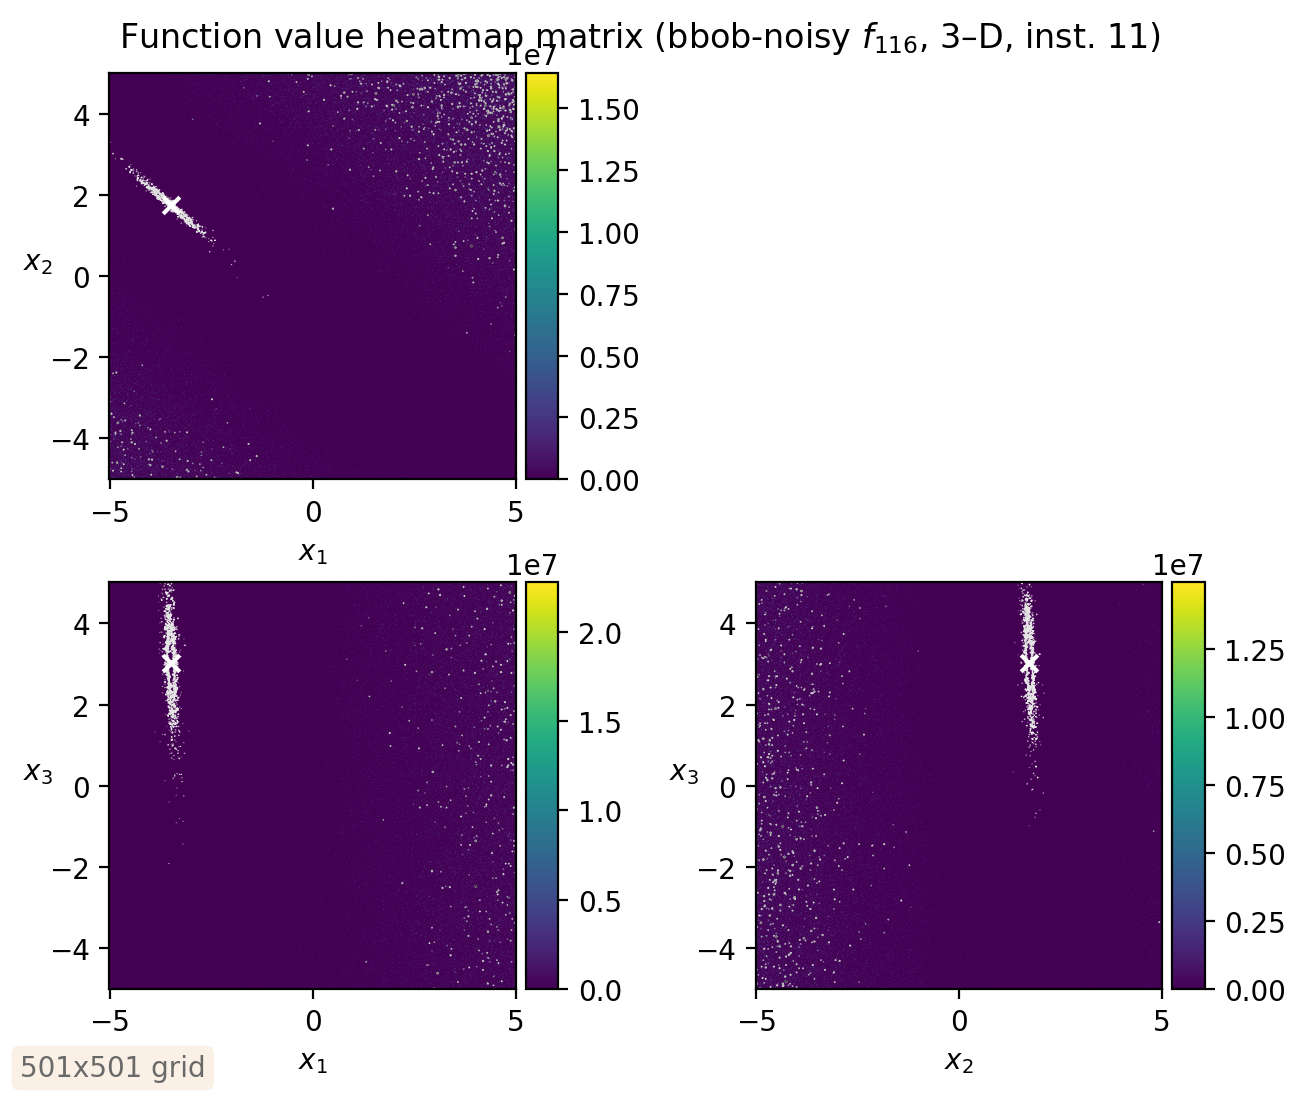 Function value heatmap matrix (bbob-noisy f₁₁₆, 3–D, inst. 11)
1e7
4
2
0
−2
−4
x₂
−5 0 5
x₁
1.50
1.25
1.00
0.75
0.50
0.25
0.00
1e7
4
2
0
−2
−4
x₃
−5 0 5
x₁
2.0
1.5
1.0
0.5
0.0
1e7
4
2
0
−2
−4
x₃
−5 0 5
x₂
1.25
1.00
0.75
0.50
0.25
0.00
501x501 grid